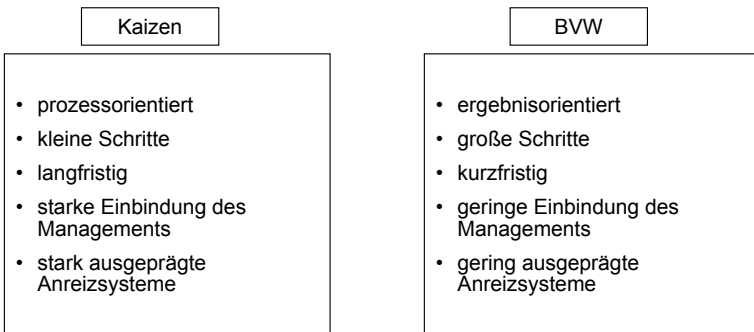 Kaizen
• prozessorientiert
• kleine Schritte
• langfristig
• starke Einbindung des
Managements
• stark ausgeprägte
Anreizsysteme
BVW
• ergebnisorientiert
• große Schritte
• kurzfristig
• geringe Einbindung des
Managements
• gering ausgeprägte
Anreizsysteme